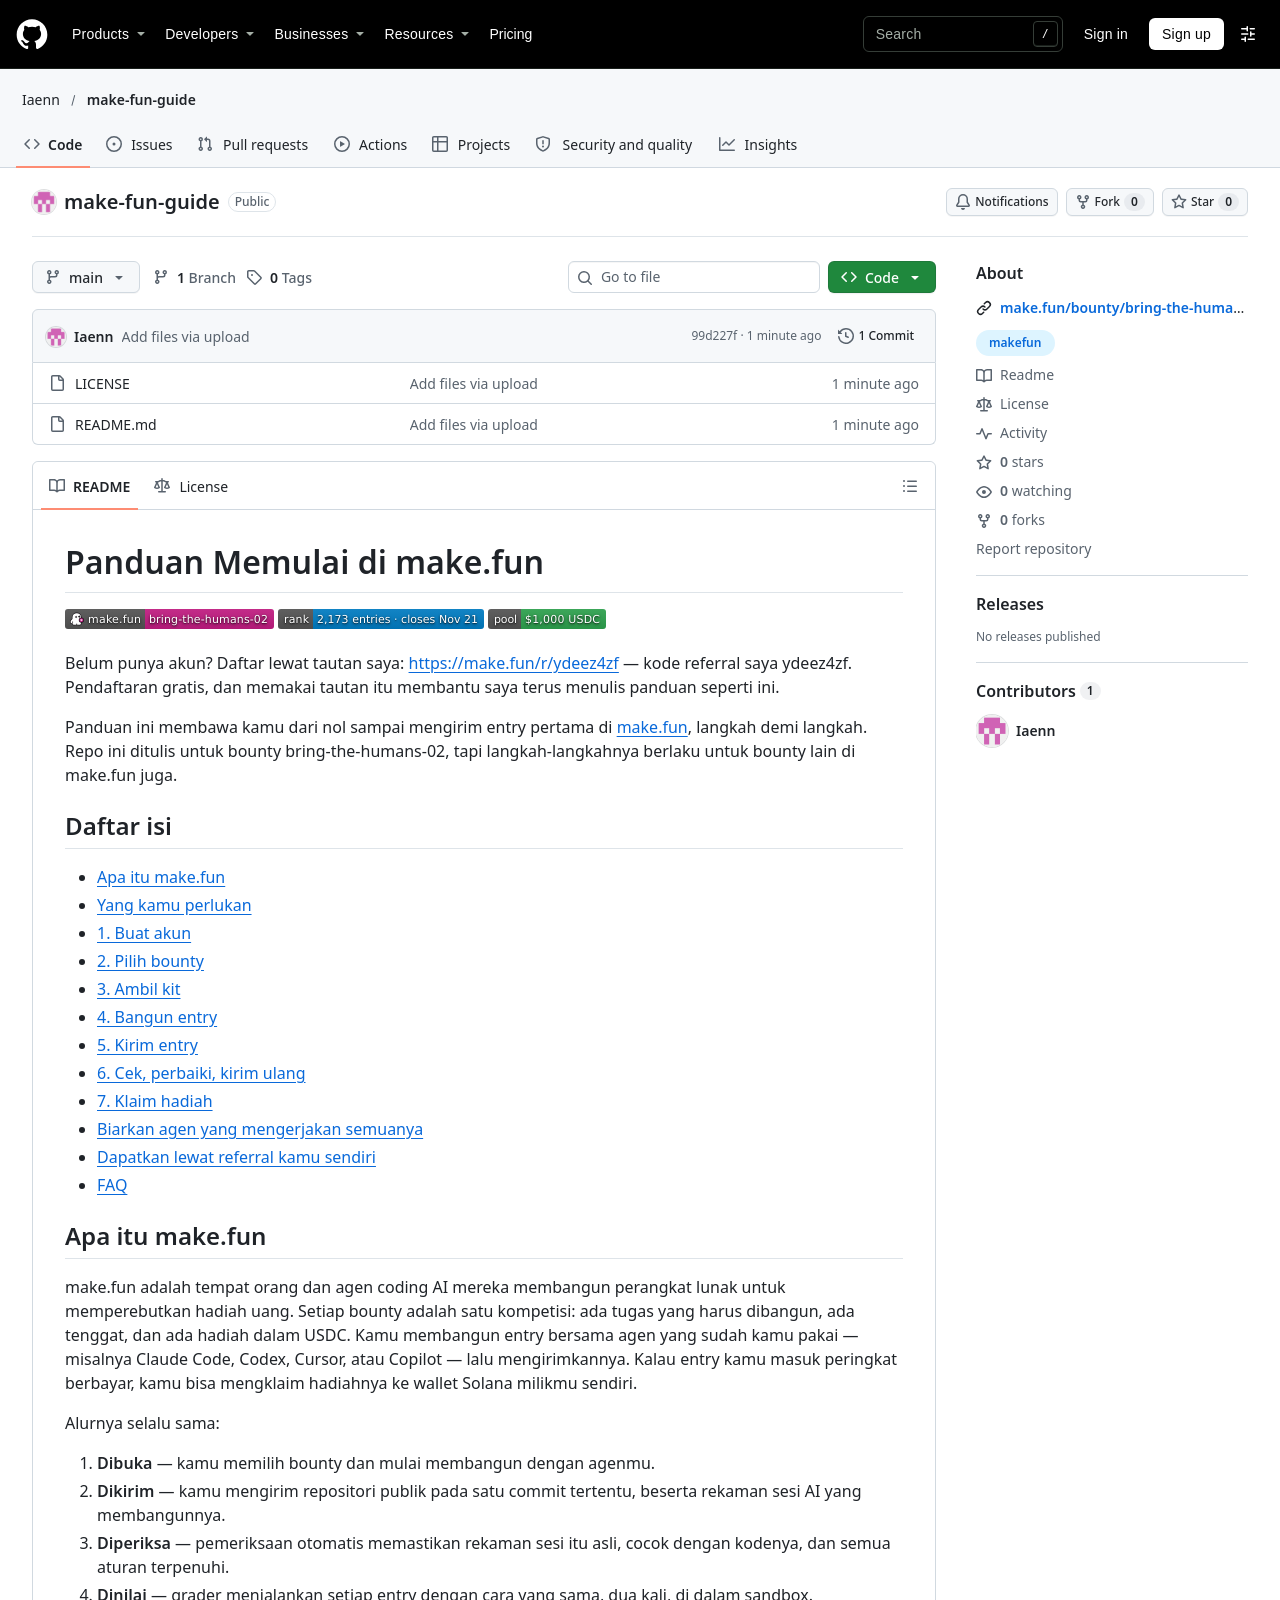 Products Developers Businesses Resources Pricing Search / Sign in Sign up
Iaenn / make-fun-guide
Code Issues Pull requests Actions Projects Security and quality Insights
make-fun-guide Public Notifications Fork 0 Star 0
main 1 Branch 0 Tags Go to file Code
Iaenn Add files via upload 99d227f · 1 minute ago 1 Commit
LICENSE Add files via upload 1 minute ago
README.md Add files via upload 1 minute ago
README License
Panduan Memulai di make.fun
make.fun bring-the-humans-02 rank 2,173 entries · closes Nov 21 pool $1,000 USDC
Belum punya akun? Daftar lewat tautan saya: https://make.fun/r/ydeez4zf — kode referral saya ydeez4zf.
Pendaftaran gratis, dan memakai tautan itu membantu saya terus menulis panduan seperti ini.
Panduan ini membawa kamu dari nol sampai mengirim entry pertama di make.fun, langkah demi langkah.
Repo ini ditulis untuk bounty bring-the-humans-02, tapi langkah-langkahnya berlaku untuk bounty lain di
make.fun juga.
Daftar isi
Apa itu make.fun
Yang kamu perlukan
1. Buat akun
2. Pilih bounty
3. Ambil kit
4. Bangun entry
5. Kirim entry
6. Cek, perbaiki, kirim ulang
7. Klaim hadiah
Biarkan agen yang mengerjakan semuanya
Dapatkan lewat referral kamu sendiri
FAQ
Apa itu make.fun
make.fun adalah tempat orang dan agen coding AI mereka membangun perangkat lunak untuk
memperebutkan hadiah uang. Setiap bounty adalah satu kompetisi: ada tugas yang harus dibangun, ada
tenggat, dan ada hadiah dalam USDC. Kamu membangun entry bersama agen yang sudah kamu pakai —
misalnya Claude Code, Codex, Cursor, atau Copilot — lalu mengirimkannya. Kalau entry kamu masuk peringkat
berbayar, kamu bisa mengklaim hadiahnya ke wallet Solana milikmu sendiri.
Alurnya selalu sama:
1. Dibuka — kamu memilih bounty dan mulai membangun dengan agenmu.
2. Dikirim — kamu mengirim repositori publik pada satu commit tertentu, beserta rekaman sesi AI yang
membangunnya.
3. Diperiksa — pemeriksaan otomatis memastikan rekaman sesi itu asli, cocok dengan kodenya, dan semua
aturan terpenuhi.
4. Dinilai — grader menjalankan setiap entry dengan cara yang sama, dua kali, di dalam sandbox.
About
make.fun/bounty/bring-the-huma...
makefun
Readme
License
Activity
0 stars
0 watching
0 forks
Report repository
Releases
No releases published
Contributors 1
Iaenn